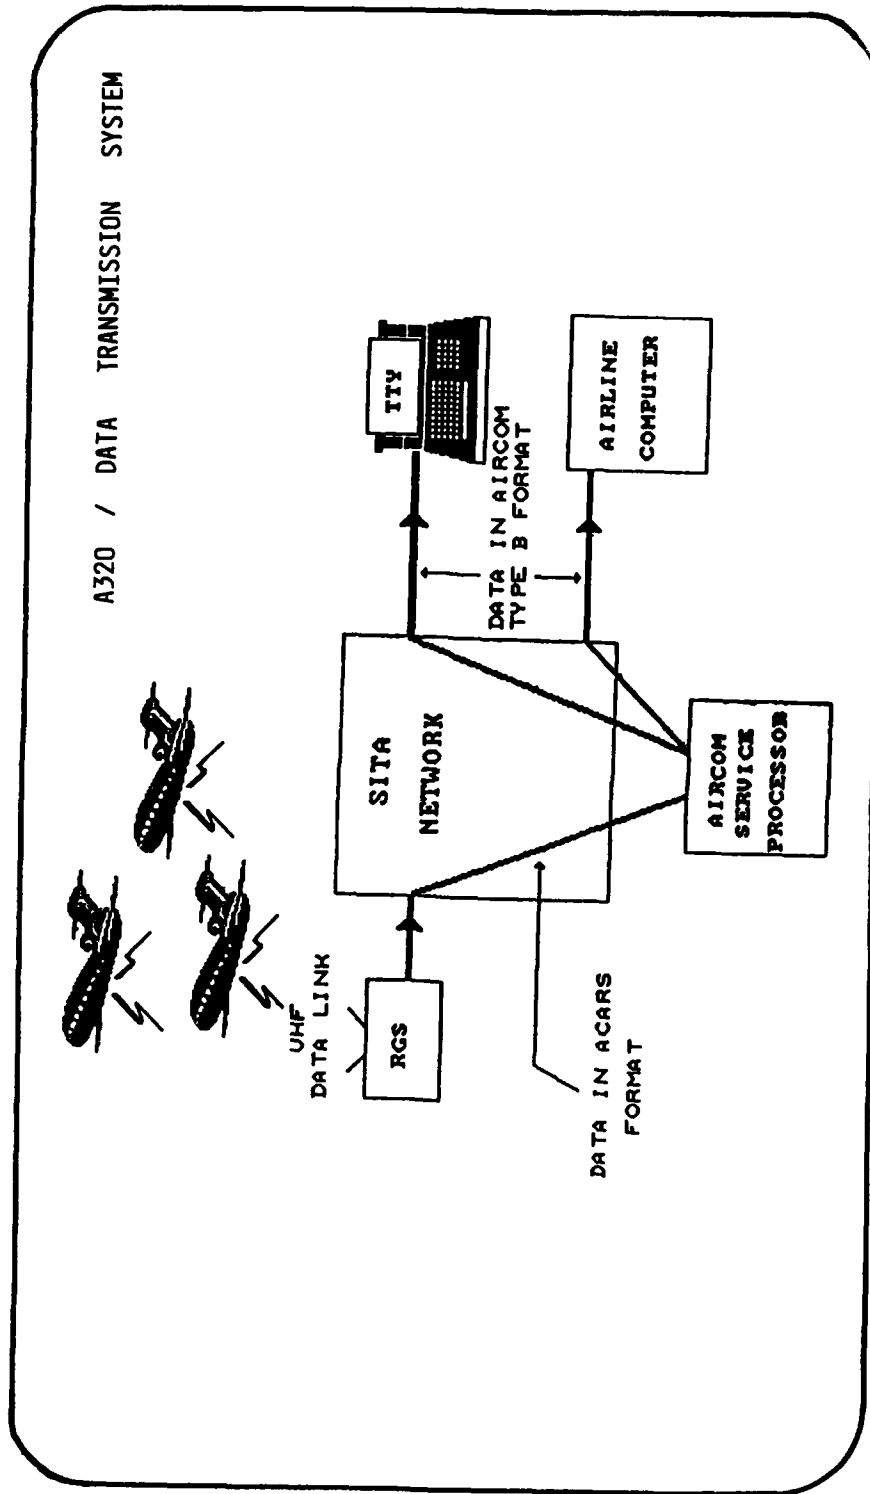 A320 / DATA TRANSMISSION SYSTEM
VHF
DATA LINK
RGS
SITA
NETWORK
TTY
DATA IN AIRCOM
TYPE B FORMAT
AIRLINE
COMPUTER
DATA IN ACARS
FORMAT
AIRCOM
SERVICE
PROCESSOR